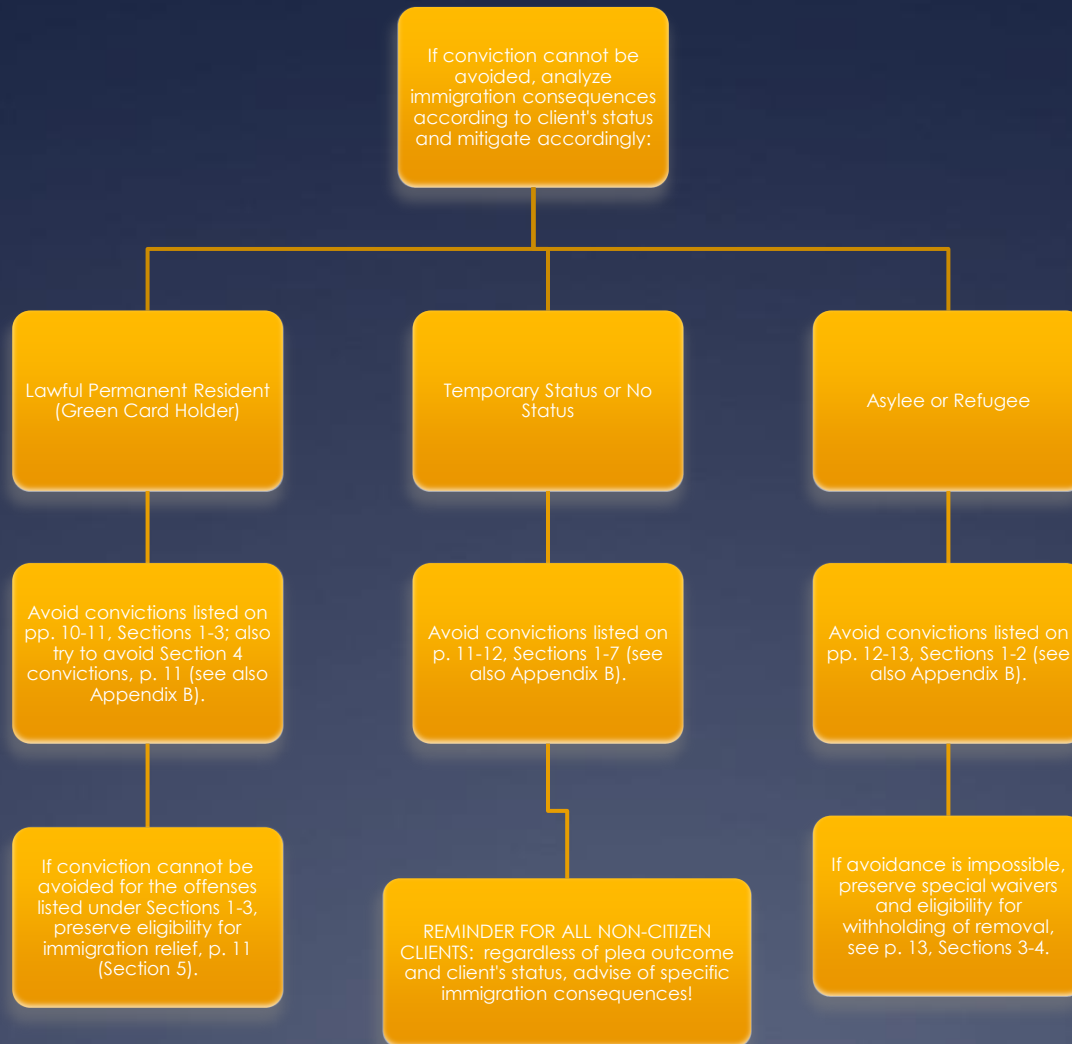 If conviction cannot be
avoided, analyze
immigration consequences
according to client's status
and mitigate accordingly:
Lawful Permanent Resident
(Green Card Holder)
Temporary Status or No
Status
Asylee or Refugee
Avoid convictions listed on
pp. 10-11, Sections 1-3; also
try to avoid Section 4
convictions, p. 11 (see also
Appendix B).
Avoid convictions listed on
p. 11-12, Sections 1-7 (see
also Appendix B).
Avoid convictions listed on
pp. 12-13, Sections 1-2 (see
also Appendix B).
If conviction cannot be
avoided for the offenses
listed under Sections 1-3,
preserve eligibility for
immigration relief, p. 11
(Section 5).
REMINDER FOR ALL NON-CITIZEN
CLIENTS:  regardless of plea outcome
and client's status, advise of specific
immigration consequences!
If avoidance is impossible,
preserve special waivers
and eligibility for
withholding of removal,
see p. 13, Sections 3-4.